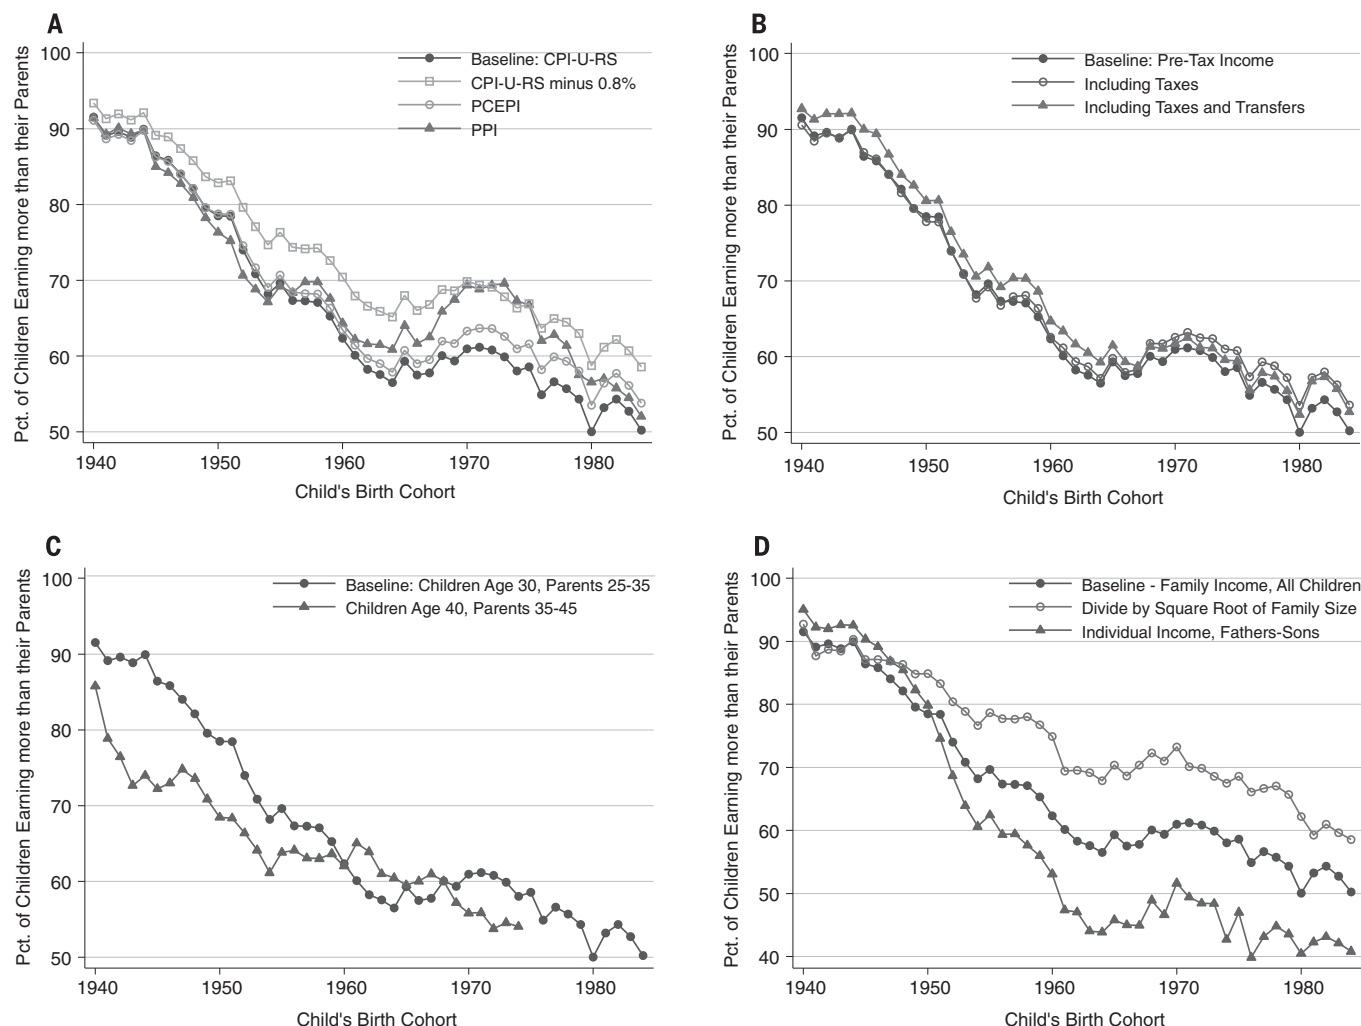 A
Pct. of Children Earning more than their Parents
100
90
80
70
60
50
Baseline: CPI-U-RS
CPI-U-RS minus 0.8%
PCEPI
PPI
1940 1950 1960 1970 1980
Child's Birth Cohort
B
Pct. of Children Earning more than their Parents
100
90
80
70
60
50
Baseline: Pre-Tax Income
Including Taxes
Including Taxes and Transfers
1940 1950 1960 1970 1980
Child's Birth Cohort
C
Pct. of Children Earning more than their Parents
100
90
80
70
60
50
Baseline: Children Age 30, Parents 25-35
Children Age 40, Parents 35-45
1940 1950 1960 1970 1980
Child's Birth Cohort
D
Pct. of Children Earning more than their Parents
100
90
80
70
60
50
40
Baseline - Family Income, All Children
Divide by Square Root of Family Size
Individual Income, Fathers-Sons
1940 1950 1960 1970 1980
Child's Birth Cohort